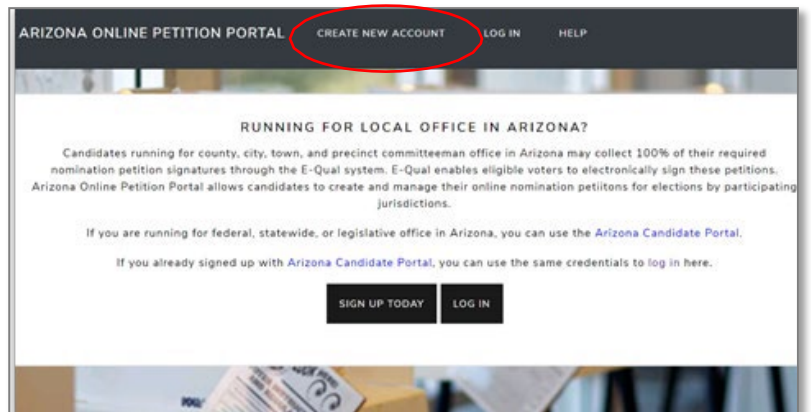 ARIZONA ONLINE PETITION PORTAL CREATE NEW ACCOUNT LOG IN HELP
RUNNING FOR LOCAL OFFICE IN ARIZONA?
Candidates running for county, city, town, and precinct committeeman office in Arizona may collect 100% of their required
nomination petition signatures through the E-Qual system. E-Qual enables eligible voters to electronically sign these petitions.
Arizona Online Petition Portal allows candidates to create and manage their online nomination petiitons for elections by participating
jurisdictions.
If you are running for federal, statewide, or legislative office in Arizona, you can use the Arizona Candidate Portal.
If you already signed up with Arizona Candidate Portal, you can use the same credentials to log in here.
SIGN UP TODAY LOG IN